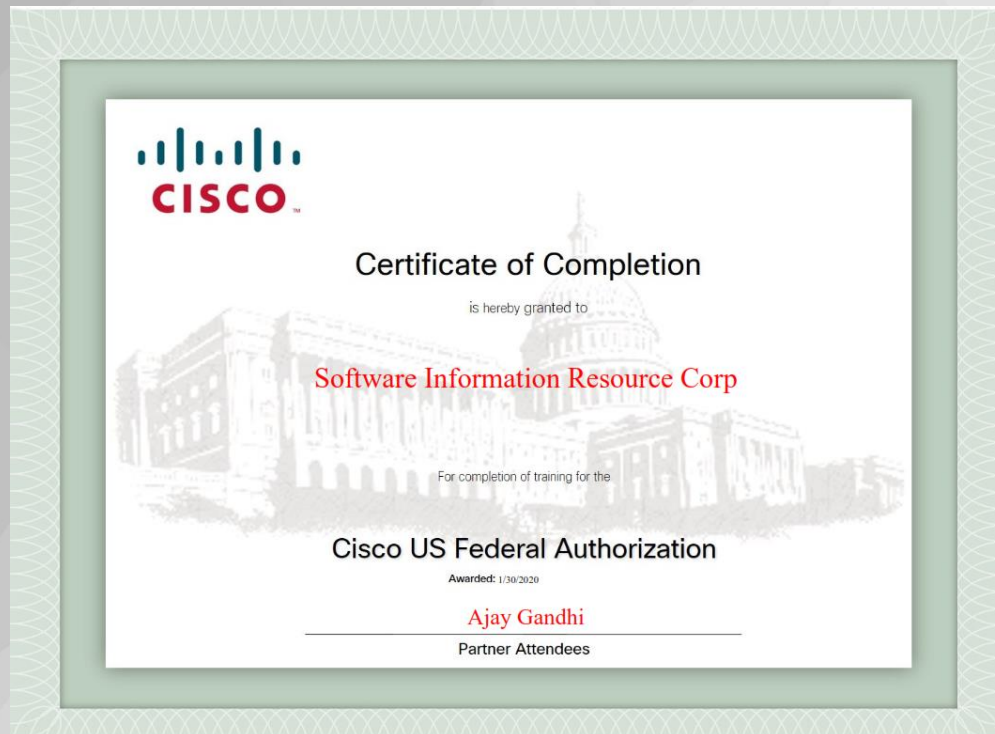 CISCO™
Certificate of Completion
is hereby granted to
Software Information Resource Corp
For completion of training for the
Cisco US Federal Authorization
Awarded: 1/30/2020
Ajay Gandhi
Partner Attendees